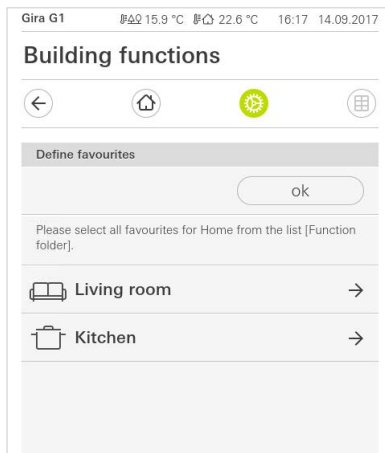 Gira G1 15.9 °C 22.6 °C 16:17 14.09.2017
Building functions
Define favourites
ok
Please select all favourites for Home from the list [Function
folder].
Living room
Kitchen